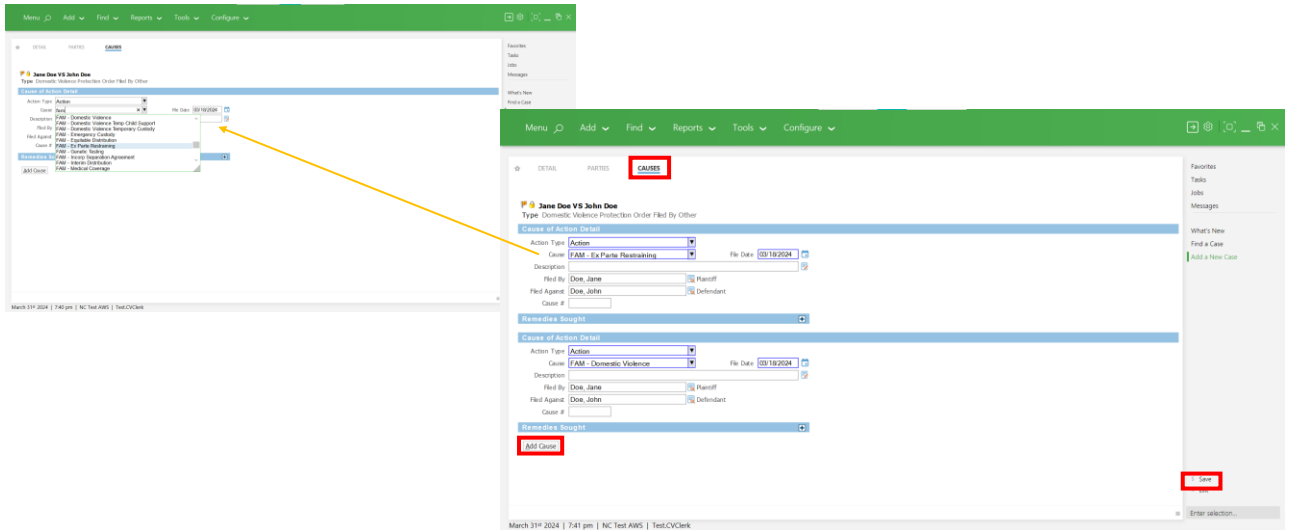 Menu Add Find Reports Tools Configure
DETAIL PARTIES CAUSES
Jane Doe VS John Doe
Type Domestic Violence Protection Order Filed By Other
Cause of Action Detail
Action Type Action
Cause fam File Date 03/18/2024
Description
Filed By
Filed Against
Cause #
FAM - Domestic Violence
FAM - Domestic Violence Temp Child Support
FAM - Domestic Violence Temporary Custody
FAM - Emergency Custody
FAM - Equitable Distribution
FAM - Ex Parte Restraining
FAM - Genetic Testing
FAM - Incorp Separation Agreement
FAM - Interim Distribution
FAM - Medical Coverage
Remedies So
Add Cause
Favorites
Tasks
Jobs
Messages
What's New
Find a Case
March 31st 2024 | 7:40 pm | NC Test AWS | Test.CVClerk
Menu Add Find Reports Tools Configure
DETAIL PARTIES CAUSES
Jane Doe VS John Doe
Type Domestic Violence Protection Order Filed By Other
Cause of Action Detail
Action Type Action
Cause FAM - Ex Parte Restraining File Date 03/18/2024
Description
Filed By Doe, Jane Plaintiff
Filed Against Doe, John Defendant
Cause #
Remedies Sought
Cause of Action Detail
Action Type Action
Cause FAM - Domestic Violence File Date 03/18/2024
Description
Filed By Doe, Jane Plaintiff
Filed Against Doe, John Defendant
Cause #
Remedies Sought
Add Cause
Favorites
Tasks
Jobs
Messages
What's New
Find a Case
Add a New Case
Save
Enter selection...
March 31st 2024 | 7:41 pm | NC Test AWS | Test.CVClerk